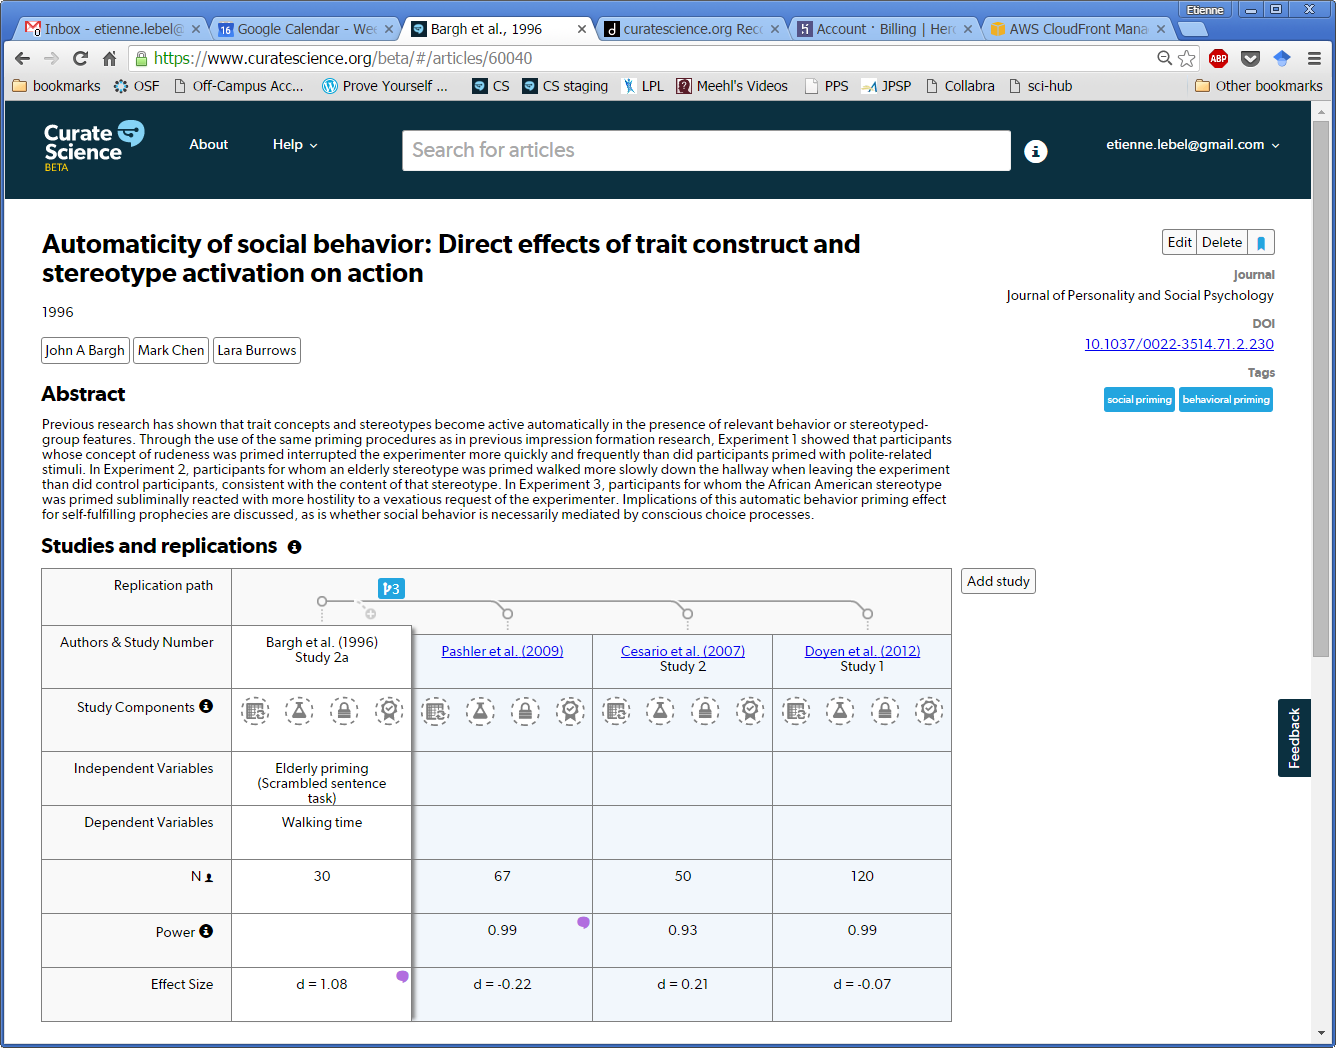 Etienne
Inbox - etienne.lebel@
Google Calendar - Wee
Bargh et al., 1996
curatescience.org Reco
Account · Billing | Hero
AWS CloudFront Mana
https://www.curatescience.org/beta/#/articles/60040
ABP
bookmarks
OSF
Off-Campus Acc...
Prove Yourself ...
CS
CS staging
LPL
Meehl's Videos
PPS
JPSP
Collabra
sci-hub
Other bookmarks
Curate
Science
BETA
About
Help
Search for articles
etienne.lebel@gmail.com
Automaticity of social behavior: Direct effects of trait construct and
stereotype activation on action
Edit Delete
1996
Journal
Journal of Personality and Social Psychology
DOI
10.1037/0022-3514.71.2.230
Tags
social priming behavioral priming
John A Bargh Mark Chen Lara Burrows
Abstract
Previous research has shown that trait concepts and stereotypes become active automatically in the presence of relevant behavior or stereotyped-
group features. Through the use of the same priming procedures as in previous impression formation research, Experiment 1 showed that participants
whose concept of rudeness was primed interrupted the experimenter more quickly and frequently than did participants primed with polite-related
stimuli. In Experiment 2, participants for whom an elderly stereotype was primed walked more slowly down the hallway when leaving the experiment
than did control participants, consistent with the content of that stereotype. In Experiment 3, participants for whom the African American stereotype
was primed subliminally reacted with more hostility to a vexatious request of the experimenter. Implications of this automatic behavior priming effect
for self-fulfilling prophecies are discussed, as is whether social behavior is necessarily mediated by conscious choice processes.
Studies and replications
Add study
Replication path
3
Authors & Study Number
Bargh et al. (1996)
Study 2a
Pashler et al. (2009)
Cesario et al. (2007)
Study 2
Doyen et al. (2012)
Study 1
Study Components
Independent Variables
Elderly priming
(Scrambled sentence
task)
Dependent Variables
Walking time
N
30
67
50
120
Power
0.99
0.93
0.99
Effect Size
d = 1.08
d = -0.22
d = 0.21
d = -0.07
Feedback